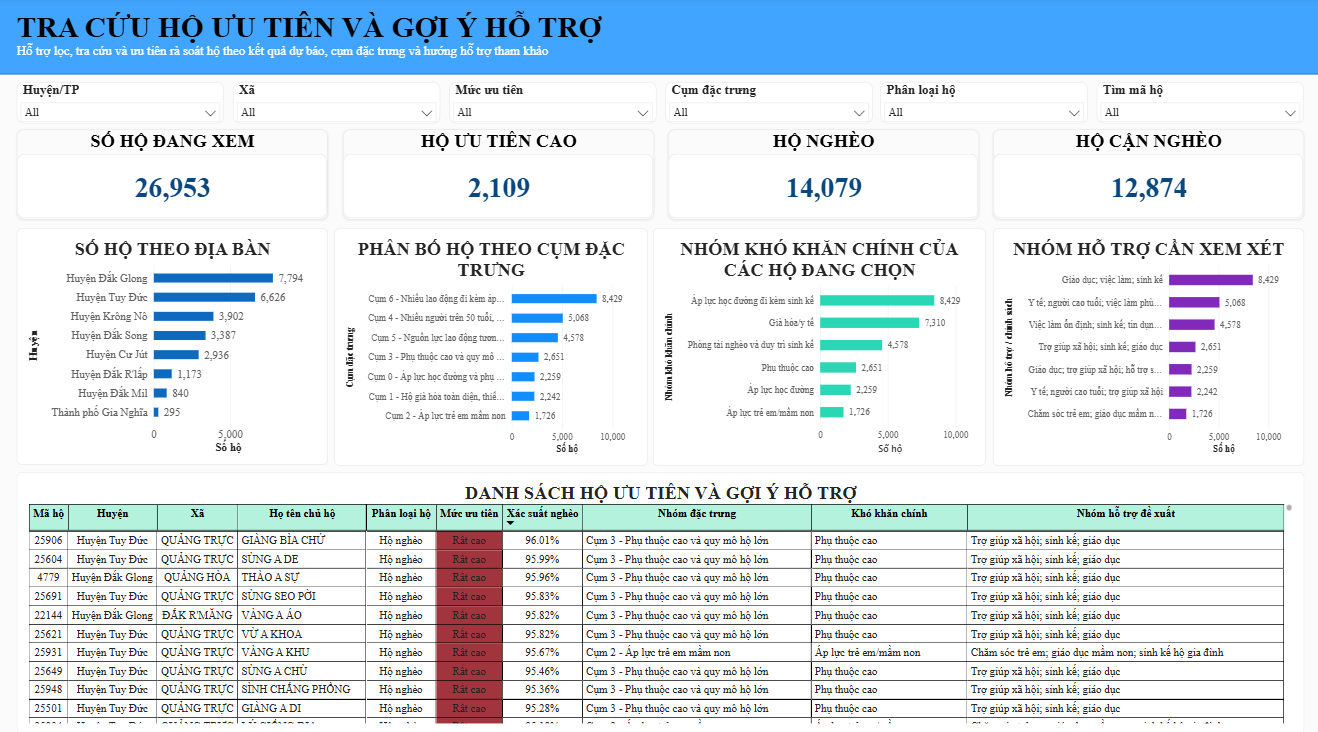 TRA CỨU HỘ ƯU TIÊN VÀ GỢI Ý HỖ TRỢ
Hỗ trợ lọc, tra cứu và ưu tiên rà soát hộ theo kết quả dự báo, cụm đặc trưng và hướng hỗ trợ tham khảo
Huyện/TP Xã Mức ưu tiên Cụm đặc trưng Phân loại hộ Tìm mã hộ
All All All All All All
SỐ HỘ ĐANG XEM HỘ ƯU TIÊN CAO HỘ NGHÈO HỘ CẬN NGHÈO
26,953 2,109 14,079 12,874
SỐ HỘ THEO ĐỊA BÀN
Huyện
Huyện Đắk Glong 7,794
Huyện Tuy Đức 6,626
Huyện Krông Nô 3,902
Huyện Đắk Song 3,387
Huyện Cư Jút 2,936
Huyện Đắk R'lấp 1,173
Huyện Đắk Mil 840
Thành phố Gia Nghĩa 295
0 5,000
Số hộ
PHÂN BỐ HỘ THEO CỤM ĐẶC
TRƯNG
Cụm đặc trưng
Cụm 6 - Nhiều lao động đi kèm áp... 8,429
Cụm 4 - Nhiều người trên 50 tuổi, ... 5,068
Cụm 5 - Nguồn lực lao động tươn... 4,578
Cụm 3 - Phụ thuộc cao và quy mô ... 2,651
Cụm 0 - Áp lực học đường và phụ ... 2,259
Cụm 1 - Hộ già hóa toàn diện, thiế... 2,242
Cụm 2 - Áp lực trẻ em mầm non 1,726
0 5,000 10,000
Số hộ
NHÓM KHÓ KHĂN CHÍNH CỦA
CÁC HỘ ĐANG CHỌN
Nhóm khó khăn chính
Áp lực học đường đi kèm sinh kế 8,429
Già hóa/y tế 7,310
Phòng tái nghèo và duy trì sinh kế 4,578
Phụ thuộc cao 2,651
Áp lực học đường 2,259
Áp lực trẻ em/mầm non 1,726
0 5,000 10,000
Số hộ
NHÓM HỖ TRỢ CẦN XEM XÉT
Nhóm hỗ trợ / chính sách
Giáo dục; việc làm; sinh kế 8,429
Y tế; người cao tuổi; việc làm phù... 5,068
Việc làm ổn định; sinh kế; tín dụn... 4,578
Trợ giúp xã hội; sinh kế; giáo dục 2,651
Giáo dục; trợ giúp xã hội; hỗ trợ s... 2,259
Y tế; người cao tuổi; trợ giúp xã hội 2,242
Chăm sóc trẻ em; giáo dục mầm n... 1,726
0 5,000 10,000
Số hộ
DANH SÁCH HỘ ƯU TIÊN VÀ GỢI Ý HỖ TRỢ
Mã hộ Huyện Xã Họ tên chủ hộ Phân loại hộ Mức ưu tiên Xác suất nghèo Nhóm đặc trưng Khó khăn chính Nhóm hỗ trợ đề xuất
25906 Huyện Tuy Đức QUẢNG TRỰC GIÀNG BÌA CHỨ Hộ nghèo Rất cao 96.01% Cụm 3 - Phụ thuộc cao và quy mô hộ lớn Phụ thuộc cao Trợ giúp xã hội; sinh kế; giáo dục
25604 Huyện Tuy Đức QUẢNG TRỰC SÙNG A DE Hộ nghèo Rất cao 95.99% Cụm 3 - Phụ thuộc cao và quy mô hộ lớn Phụ thuộc cao Trợ giúp xã hội; sinh kế; giáo dục
4779 Huyện Đắk Glong QUẢNG HÒA THÀO A SỰ Hộ nghèo Rất cao 95.96% Cụm 3 - Phụ thuộc cao và quy mô hộ lớn Phụ thuộc cao Trợ giúp xã hội; sinh kế; giáo dục
25691 Huyện Tuy Đức QUẢNG TRỰC SÙNG SEO PỜI Hộ nghèo Rất cao 95.83% Cụm 3 - Phụ thuộc cao và quy mô hộ lớn Phụ thuộc cao Trợ giúp xã hội; sinh kế; giáo dục
22144 Huyện Đắk Glong ĐẮK R'MĂNG VÀNG A ÁO Hộ nghèo Rất cao 95.82% Cụm 3 - Phụ thuộc cao và quy mô hộ lớn Phụ thuộc cao Trợ giúp xã hội; sinh kế; giáo dục
25621 Huyện Tuy Đức QUẢNG TRỰC VỪ A KHOA Hộ nghèo Rất cao 95.82% Cụm 3 - Phụ thuộc cao và quy mô hộ lớn Phụ thuộc cao Trợ giúp xã hội; sinh kế; giáo dục
25931 Huyện Tuy Đức QUẢNG TRỰC VÀNG A KHU Hộ nghèo Rất cao 95.67% Cụm 2 - Áp lực trẻ em mầm non Áp lực trẻ em/mầm non Chăm sóc trẻ em; giáo dục mầm non; sinh kế hộ gia đình
25649 Huyện Tuy Đức QUẢNG TRỰC SÙNG A CHÙ Hộ nghèo Rất cao 95.46% Cụm 3 - Phụ thuộc cao và quy mô hộ lớn Phụ thuộc cao Trợ giúp xã hội; sinh kế; giáo dục
25948 Huyện Tuy Đức QUẢNG TRỰC SÌNH CHẮNG PHỐNG Hộ nghèo Rất cao 95.36% Cụm 3 - Phụ thuộc cao và quy mô hộ lớn Phụ thuộc cao Trợ giúp xã hội; sinh kế; giáo dục
25501 Huyện Tuy Đức QUẢNG TRỰC GIÀNG A DI Hộ nghèo Rất cao 95.28% Cụm 3 - Phụ thuộc cao và quy mô hộ lớn Phụ thuộc cao Trợ giúp xã hội; sinh kế; giáo dục